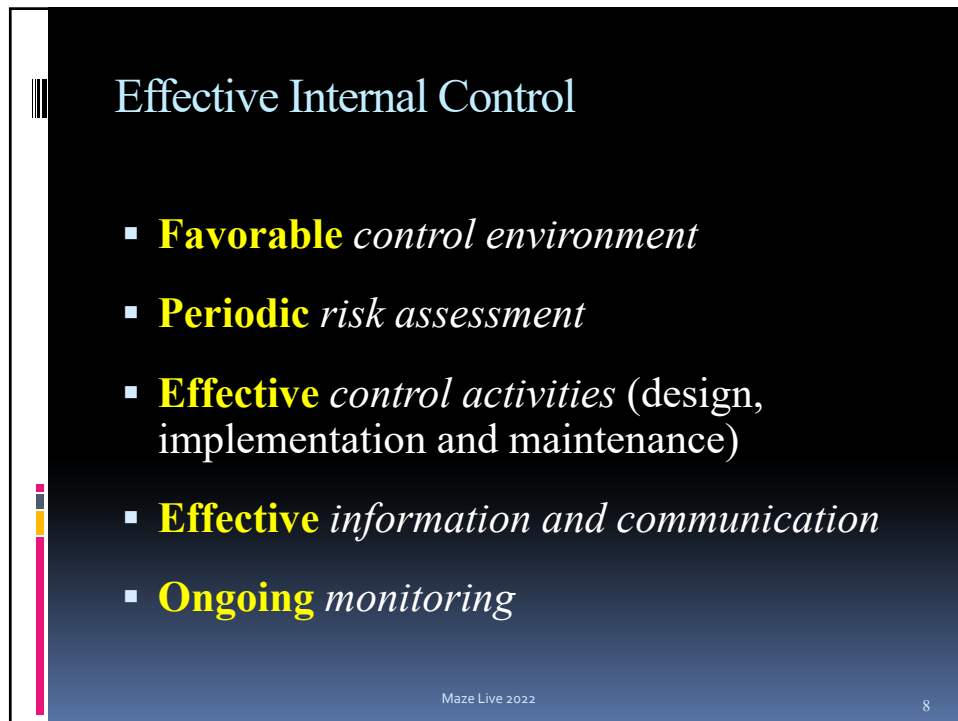 Effective Internal Control
▪ Favorable control environment
▪ Periodic risk assessment
▪ Effective control activities (design,
implementation and maintenance)
▪ Effective information and communication
▪ Ongoing monitoring
Maze Live 2022
8